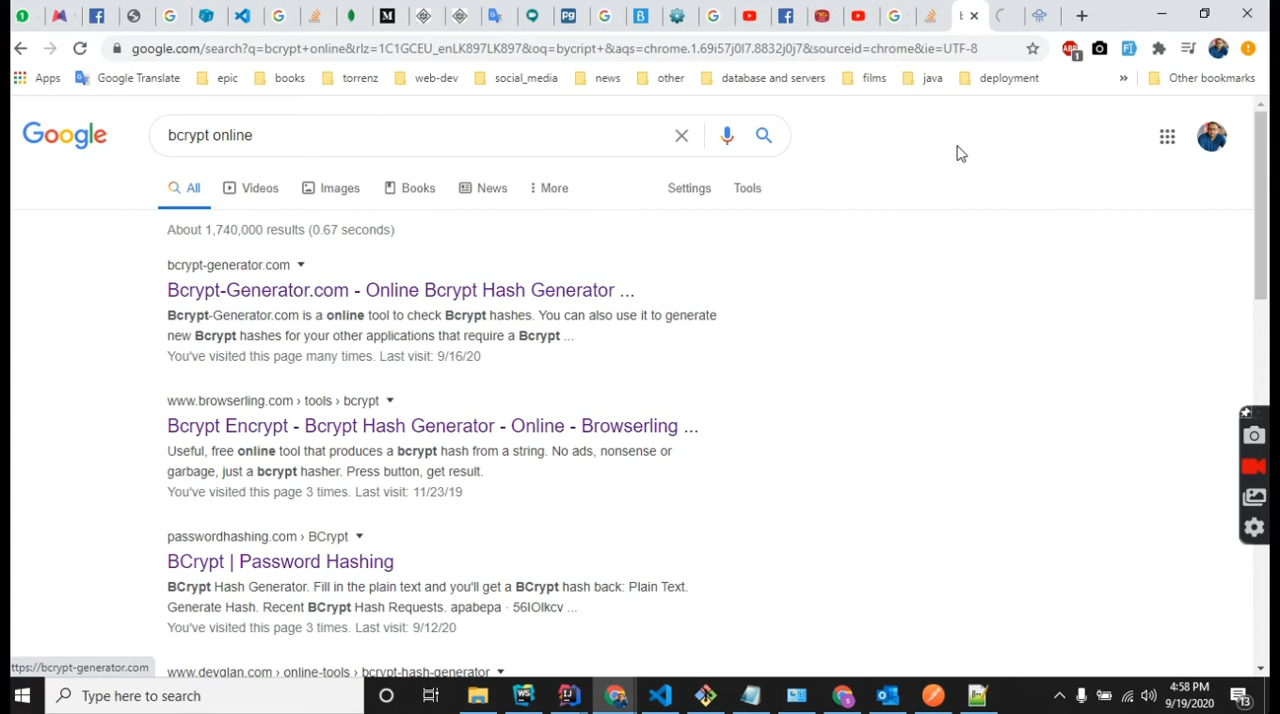 google.com/search?q=bcrypt+online&rlz=1C1GCEU_enLK897LK897&oq=bycript+&aqs=chrome.1.69i57j0l7.8832j0j7&sourceid=chrome&ie=UTF-8
Apps Google Translate epic books torrenz web-dev social_media news other database and servers films java deployment » Other bookmarks
Google bcrypt online
All Videos Images Books News More Settings Tools
About 1,740,000 results (0.67 seconds)
bcrypt-generator.com
Bcrypt-Generator.com - Online Bcrypt Hash Generator ...
Bcrypt-Generator.com is a online tool to check Bcrypt hashes. You can also use it to generate
new Bcrypt hashes for your other applications that require a Bcrypt ...
You've visited this page many times. Last visit: 9/16/20
www.browserling.com › tools › bcrypt
Bcrypt Encrypt - Bcrypt Hash Generator - Online - Browserling ...
Useful, free online tool that produces a bcrypt hash from a string. No ads, nonsense or
garbage, just a bcrypt hasher. Press button, get result.
You've visited this page 3 times. Last visit: 11/23/19
passwordhashing.com › BCrypt
BCrypt | Password Hashing
BCrypt Hash Generator. Fill in the plain text and you'll get a BCrypt hash back: Plain Text.
Generate Hash. Recent BCrypt Hash Requests. apabepa · 56IOlkcv ...
You've visited this page 3 times. Last visit: 9/12/20
ttps://bcrypt-generator.com
www.devglan.com › online-tools › bcrypt-hash-generator
Type here to search
4:58 PM
9/19/2020
13